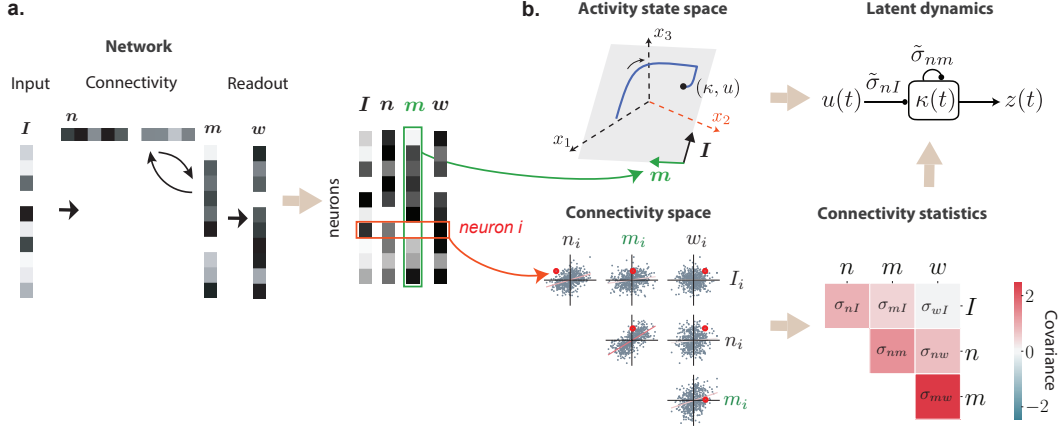 a.
Network
Input
Connectivity
Readout
I
n
m
w
I n m w
neurons
neuron i
b.
Activity state space
x₃
(κ, u)
x₁
x₂
I
m
Latent dynamics
σ̃ₙₘ
σ̃ₙI
u(t)
κ(t)
z(t)
Connectivity space
nᵢ mᵢ wᵢ
Iᵢ
nᵢ
mᵢ
Connectivity statistics
n m w
σₙI σₘI σwI I
σₙₘ σₙw n
σₘw m
2
0
−2
Covariance